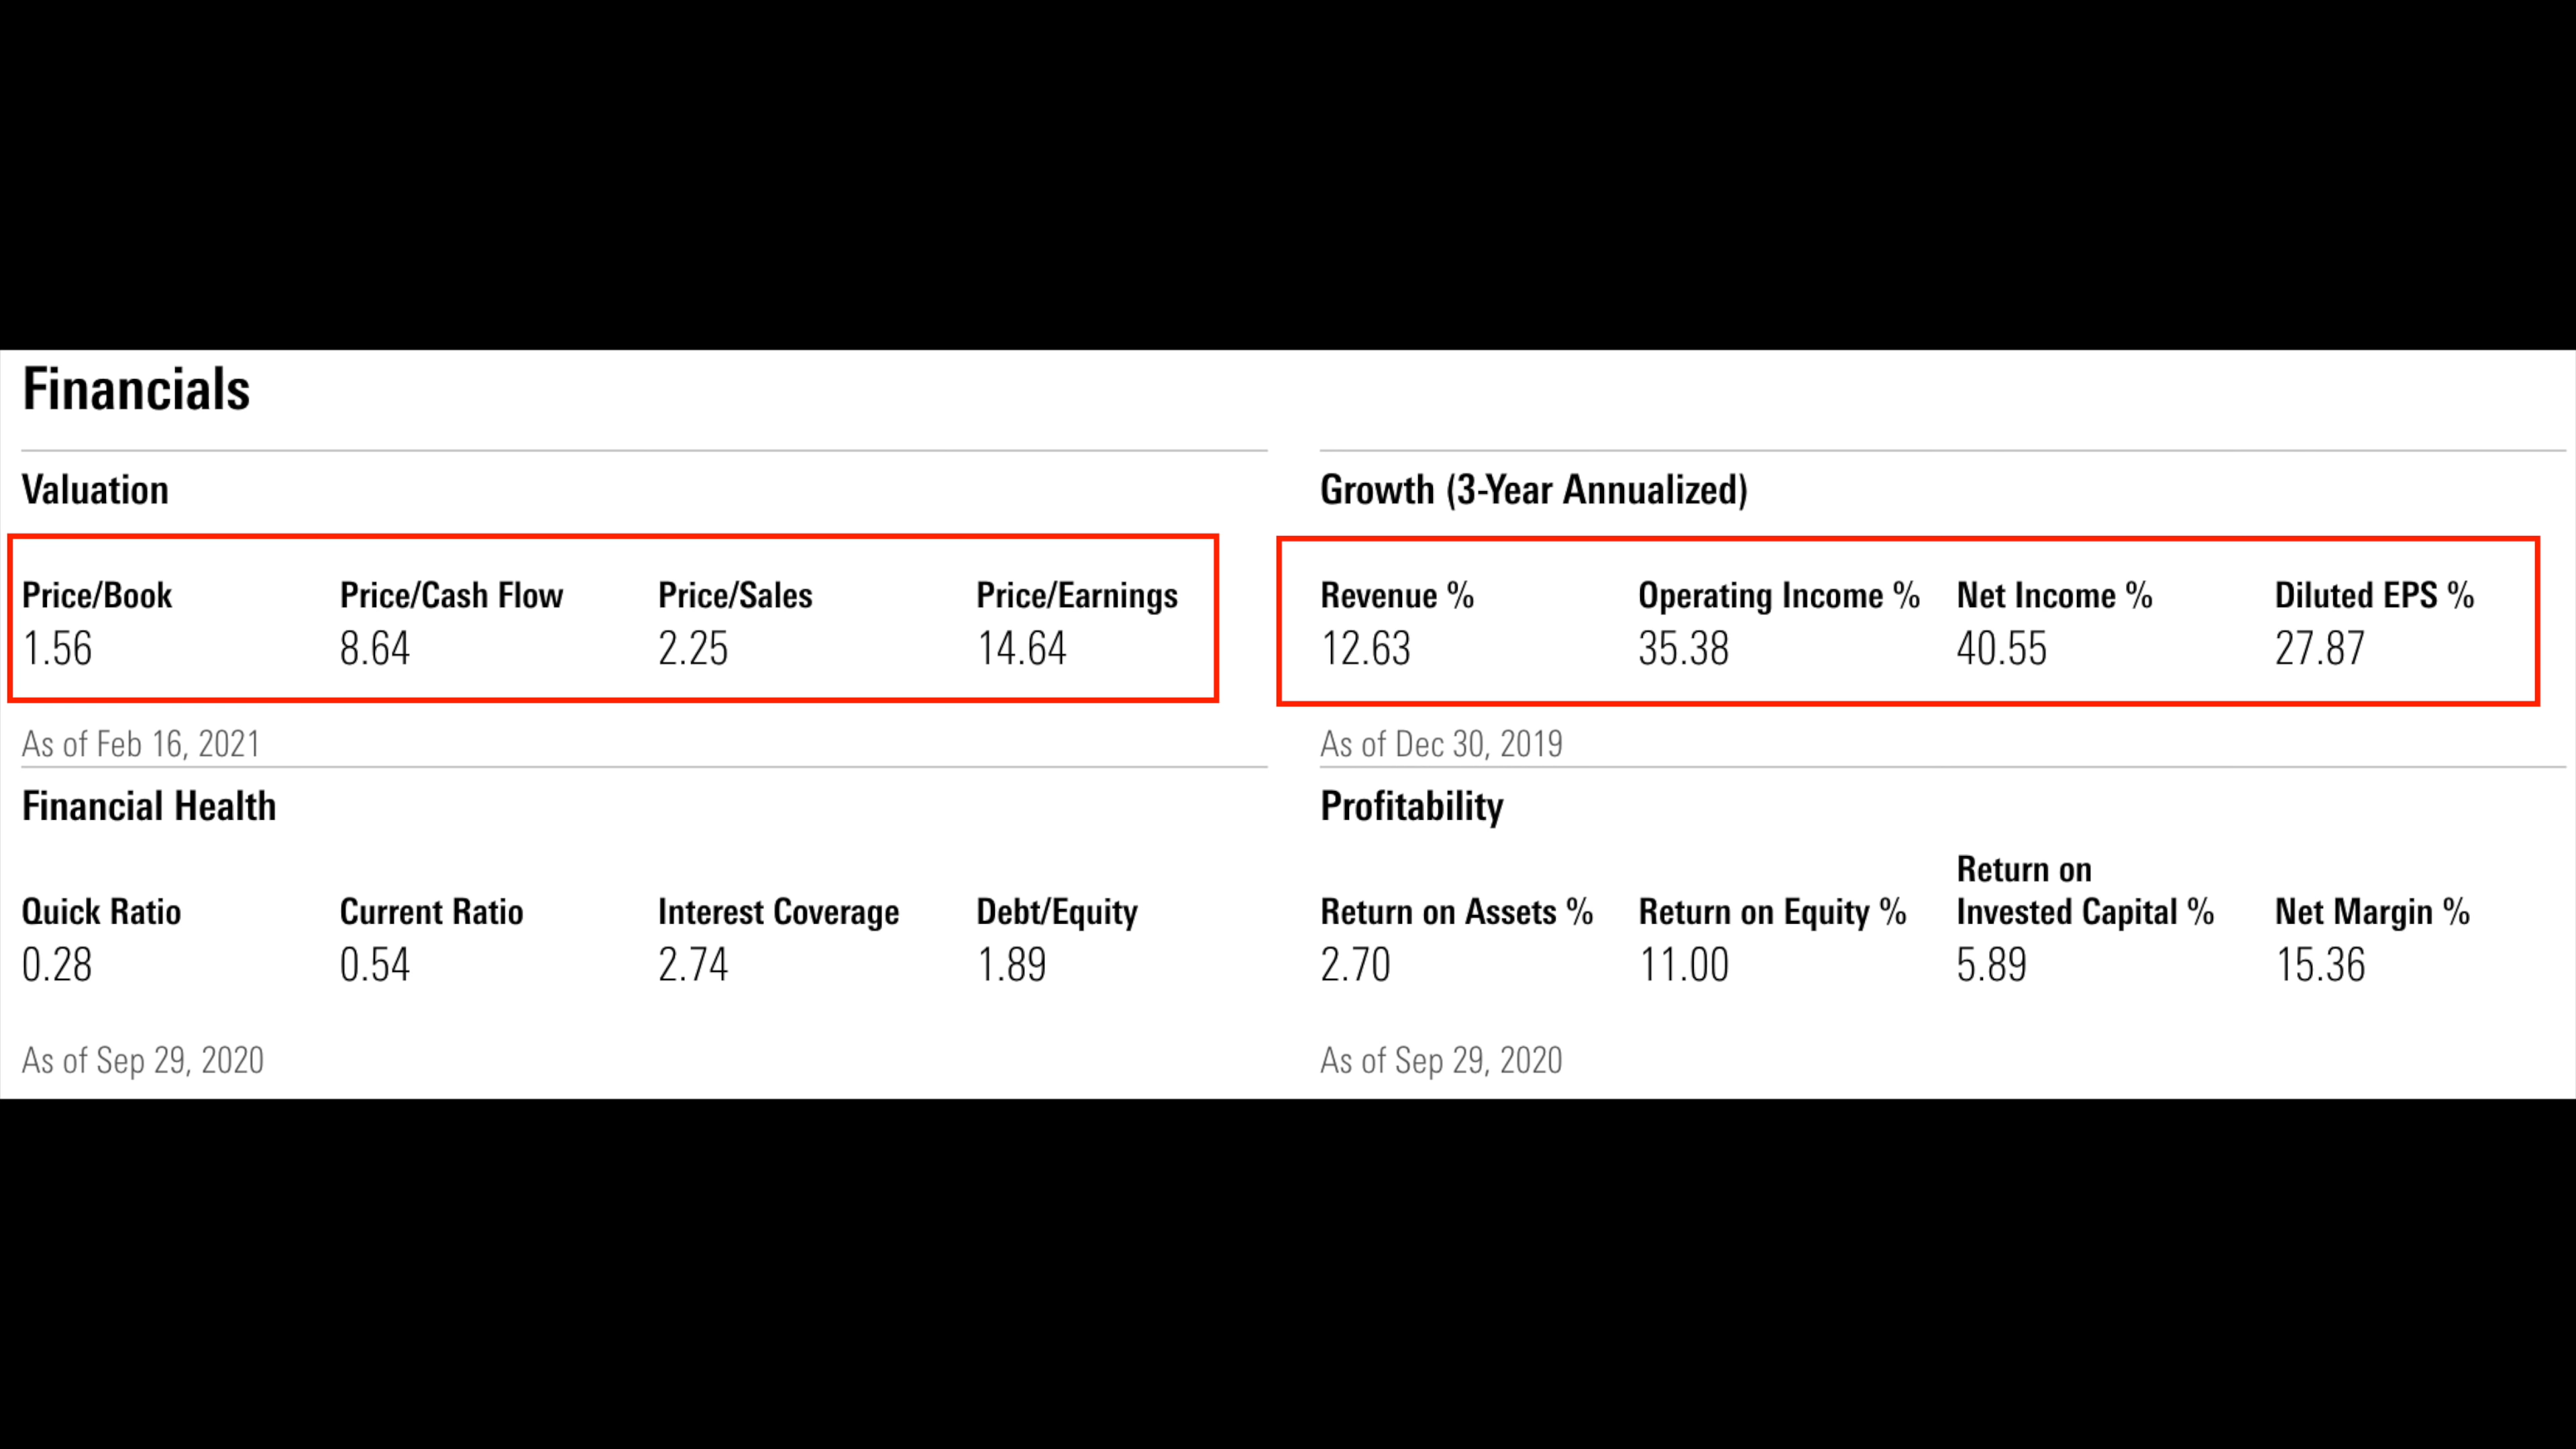 Financials
Valuation
Price/Book Price/Cash Flow Price/Sales Price/Earnings
1.56 8.64 2.25 14.64
As of Feb 16, 2021
Growth (3-Year Annualized)
Revenue % Operating Income % Net Income % Diluted EPS %
12.63 35.38 40.55 27.87
As of Dec 30, 2019
Financial Health
Quick Ratio Current Ratio Interest Coverage Debt/Equity
0.28 0.54 2.74 1.89
As of Sep 29, 2020
Profitability
Return on
Return on Assets % Return on Equity % Invested Capital % Net Margin %
2.70 11.00 5.89 15.36
As of Sep 29, 2020